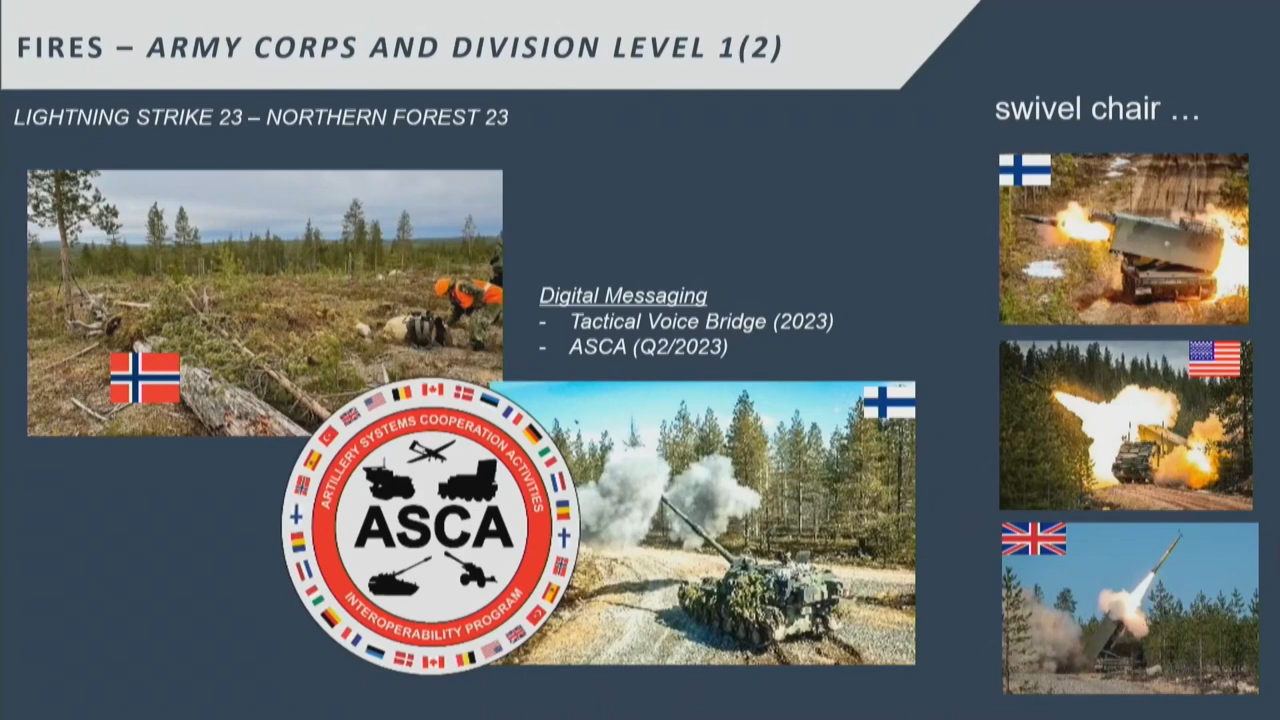 FIRES – ARMY CORPS AND DIVISION LEVEL 1(2)
LIGHTNING STRIKE 23 – NORTHERN FOREST 23
swivel chair …
Digital Messaging
- Tactical Voice Bridge (2023)
- ASCA (Q2/2023)
ARTILLERY SYSTEMS COOPERATION ACTIVITIES
ASCA
INTEROPERABILITY PROGRAM